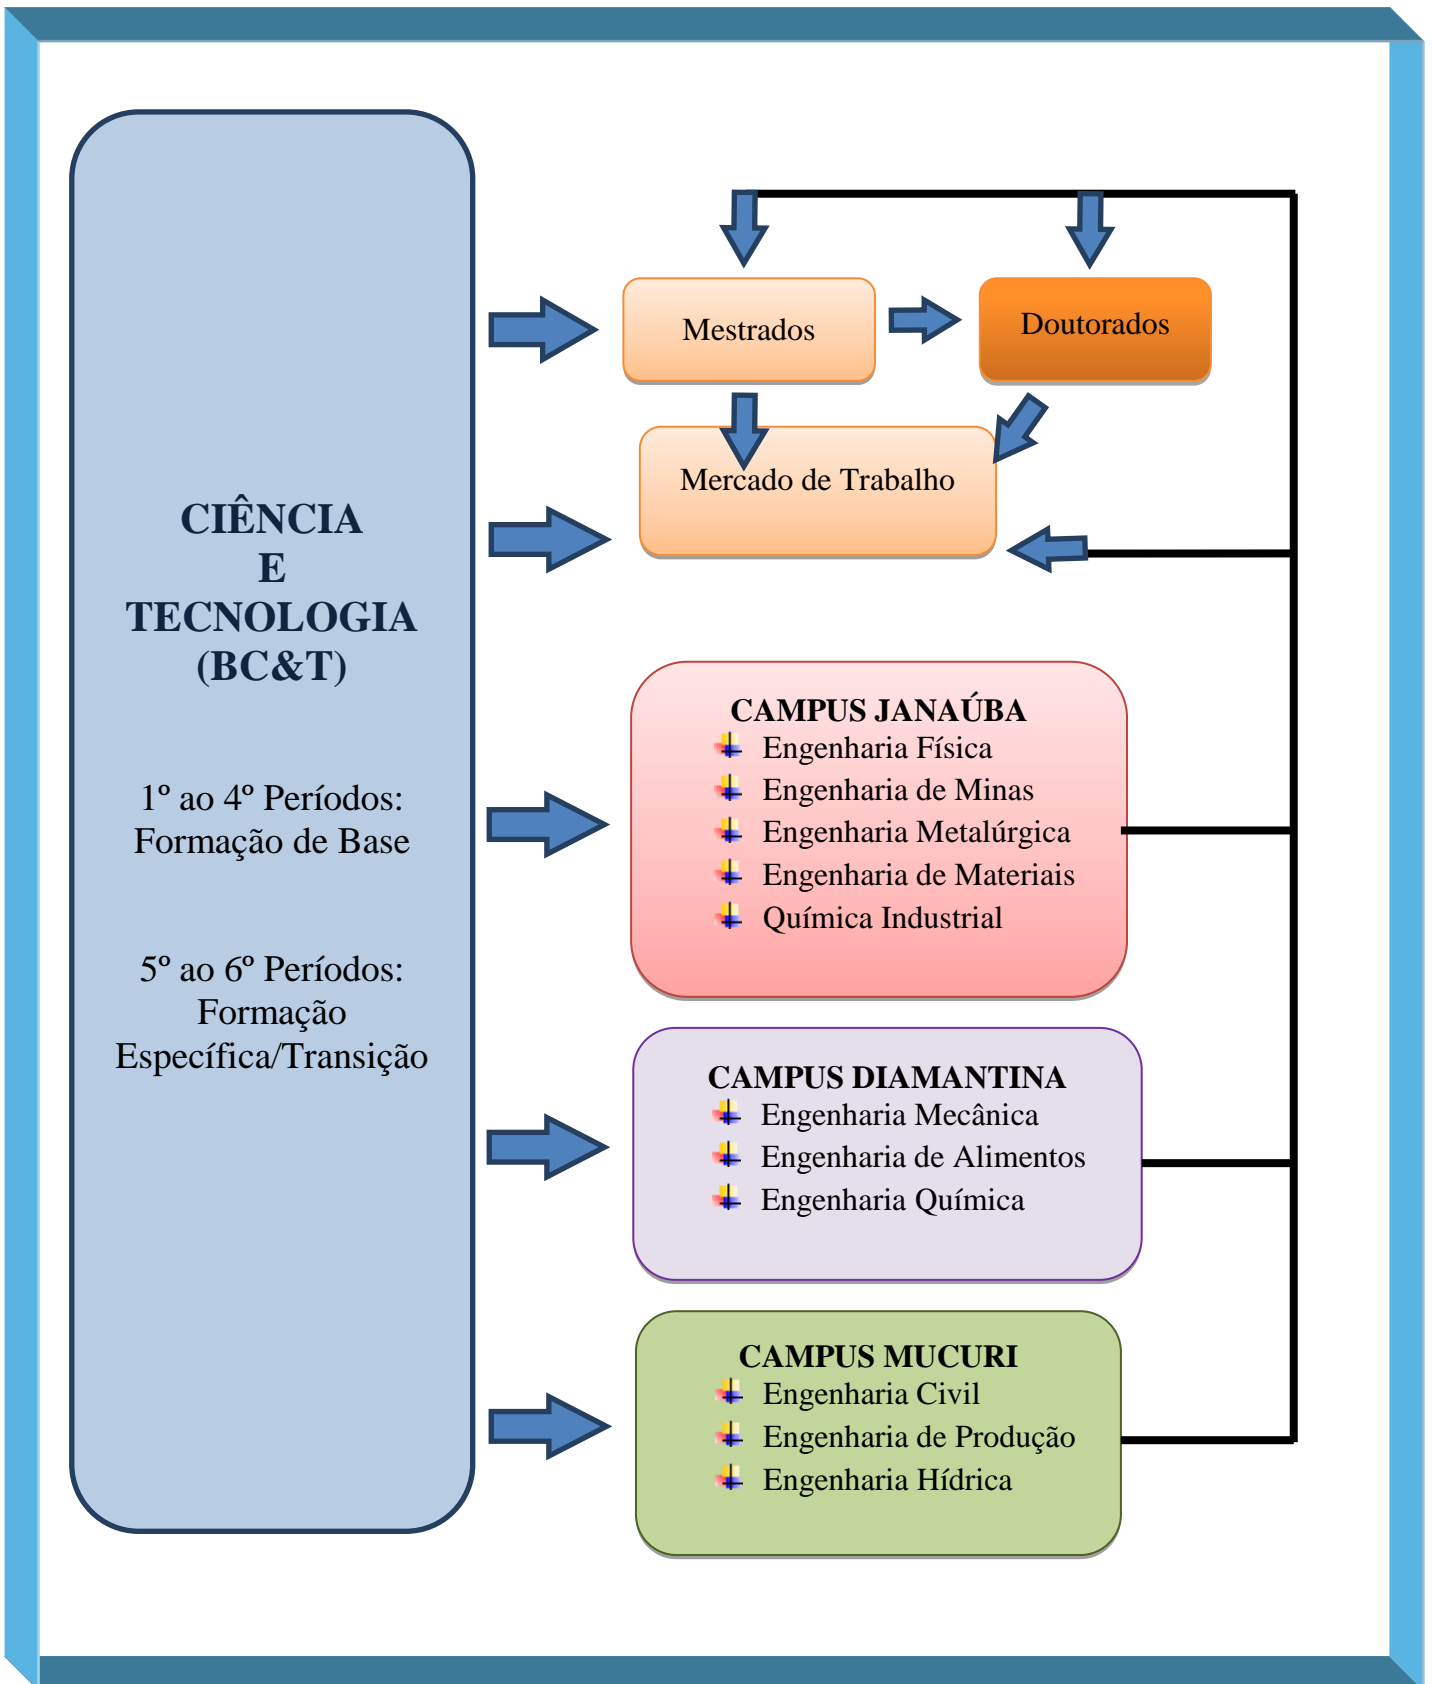 CIÊNCIA
E
TECNOLOGIA
(BC&T)
1º ao 4º Períodos:
Formação de Base
5º ao 6º Períodos:
Formação
Específica/Transição
Mestrados
Doutorados
Mercado de Trabalho
CAMPUS JANAÚBA
Engenharia Física
Engenharia de Minas
Engenharia Metalúrgica
Engenharia de Materiais
Química Industrial
CAMPUS DIAMANTINA
Engenharia Mecânica
Engenharia de Alimentos
Engenharia Química
CAMPUS MUCURI
Engenharia Civil
Engenharia de Produção
Engenharia Hídrica